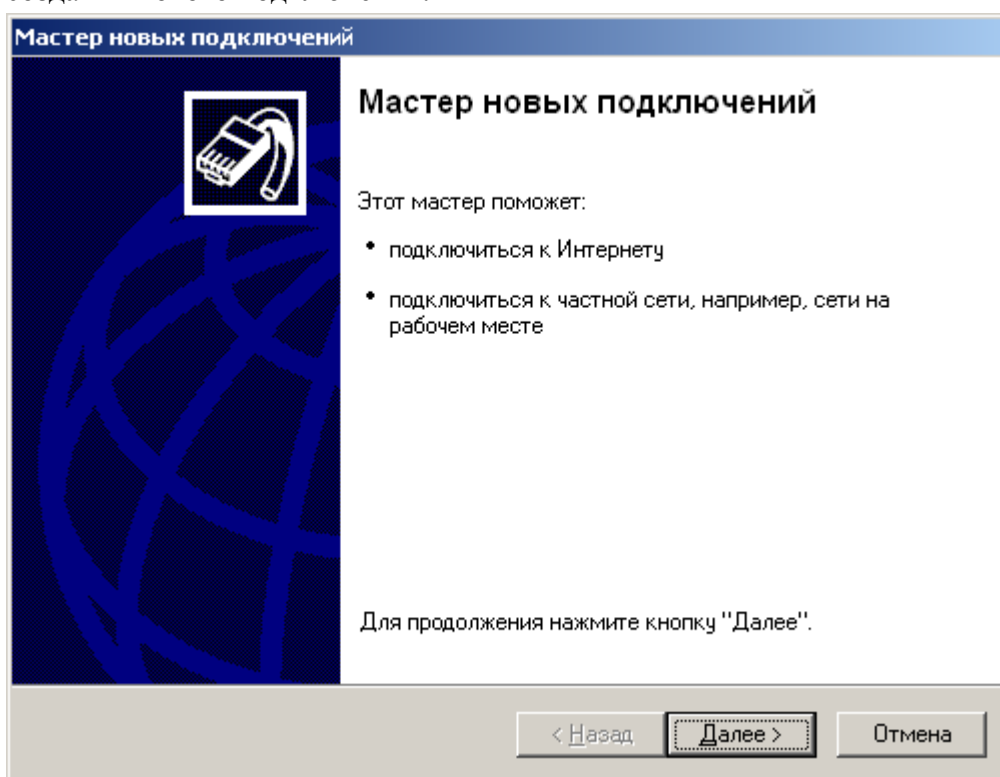 Мастер новых подключений
Мастер новых подключений
Этот мастер поможет:
• подключиться к Интернету
• подключиться к частной сети, например, сети на
рабочем месте
Для продолжения нажмите кнопку "Далее".
< Назад Далее > Отмена